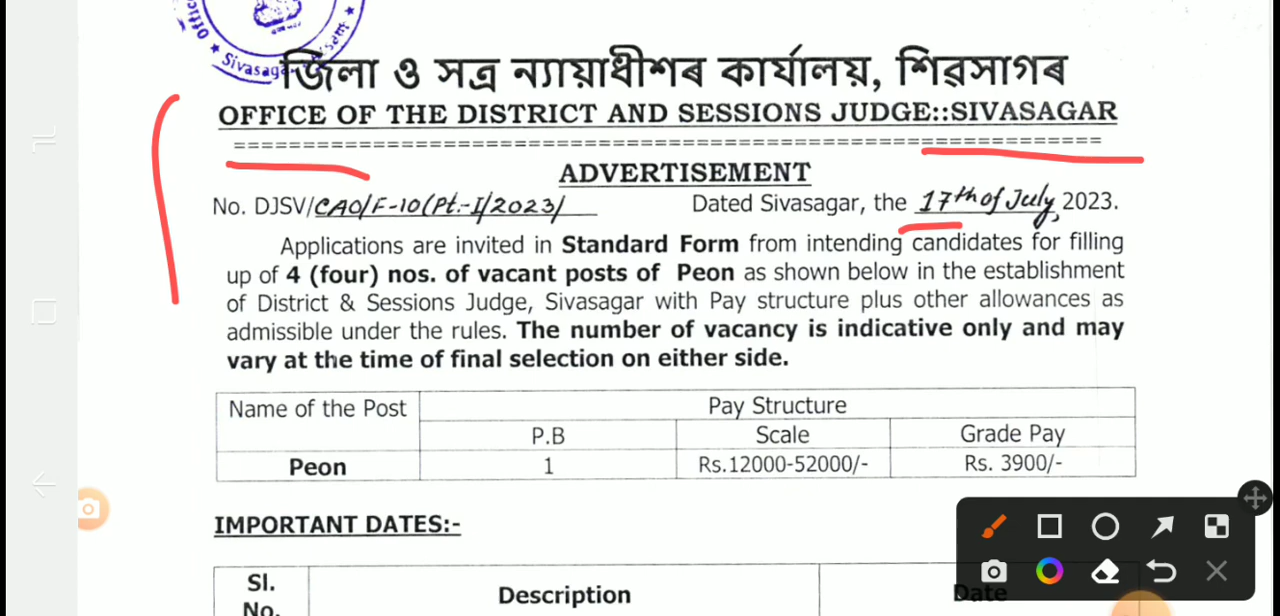 Sivasagar
জিলা ও সত্ৰ ন্যায়াধীশৰ কাৰ্যালয়, শিৱসাগৰ
OFFICE OF THE DISTRICT AND SESSIONS JUDGE::SIVASAGAR
ADVERTISEMENT
No. DJSV/CAO/F-10(Pt.-I/2023/ Dated Sivasagar, the 17th of July, 2023.
Applications are invited in Standard Form from intending candidates for filling
up of 4 (four) nos. of vacant posts of Peon as shown below in the establishment
of District & Sessions Judge, Sivasagar with Pay structure plus other allowances as
admissible under the rules. The number of vacancy is indicative only and may
vary at the time of final selection on either side.
Name of the Post Pay Structure
P.B Scale Grade Pay
Peon 1 Rs.12000-52000/- Rs. 3900/-
IMPORTANT DATES:-
Sl. No. Description Date